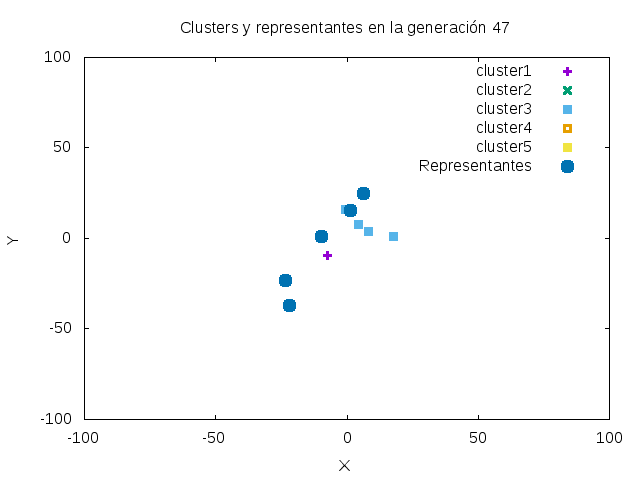 Clusters y representantes en la generación 47
100
50
0
-50
-100
-100 -50 0 50 100
X
Y
cluster1
cluster2
cluster3
cluster4
cluster5
Representantes